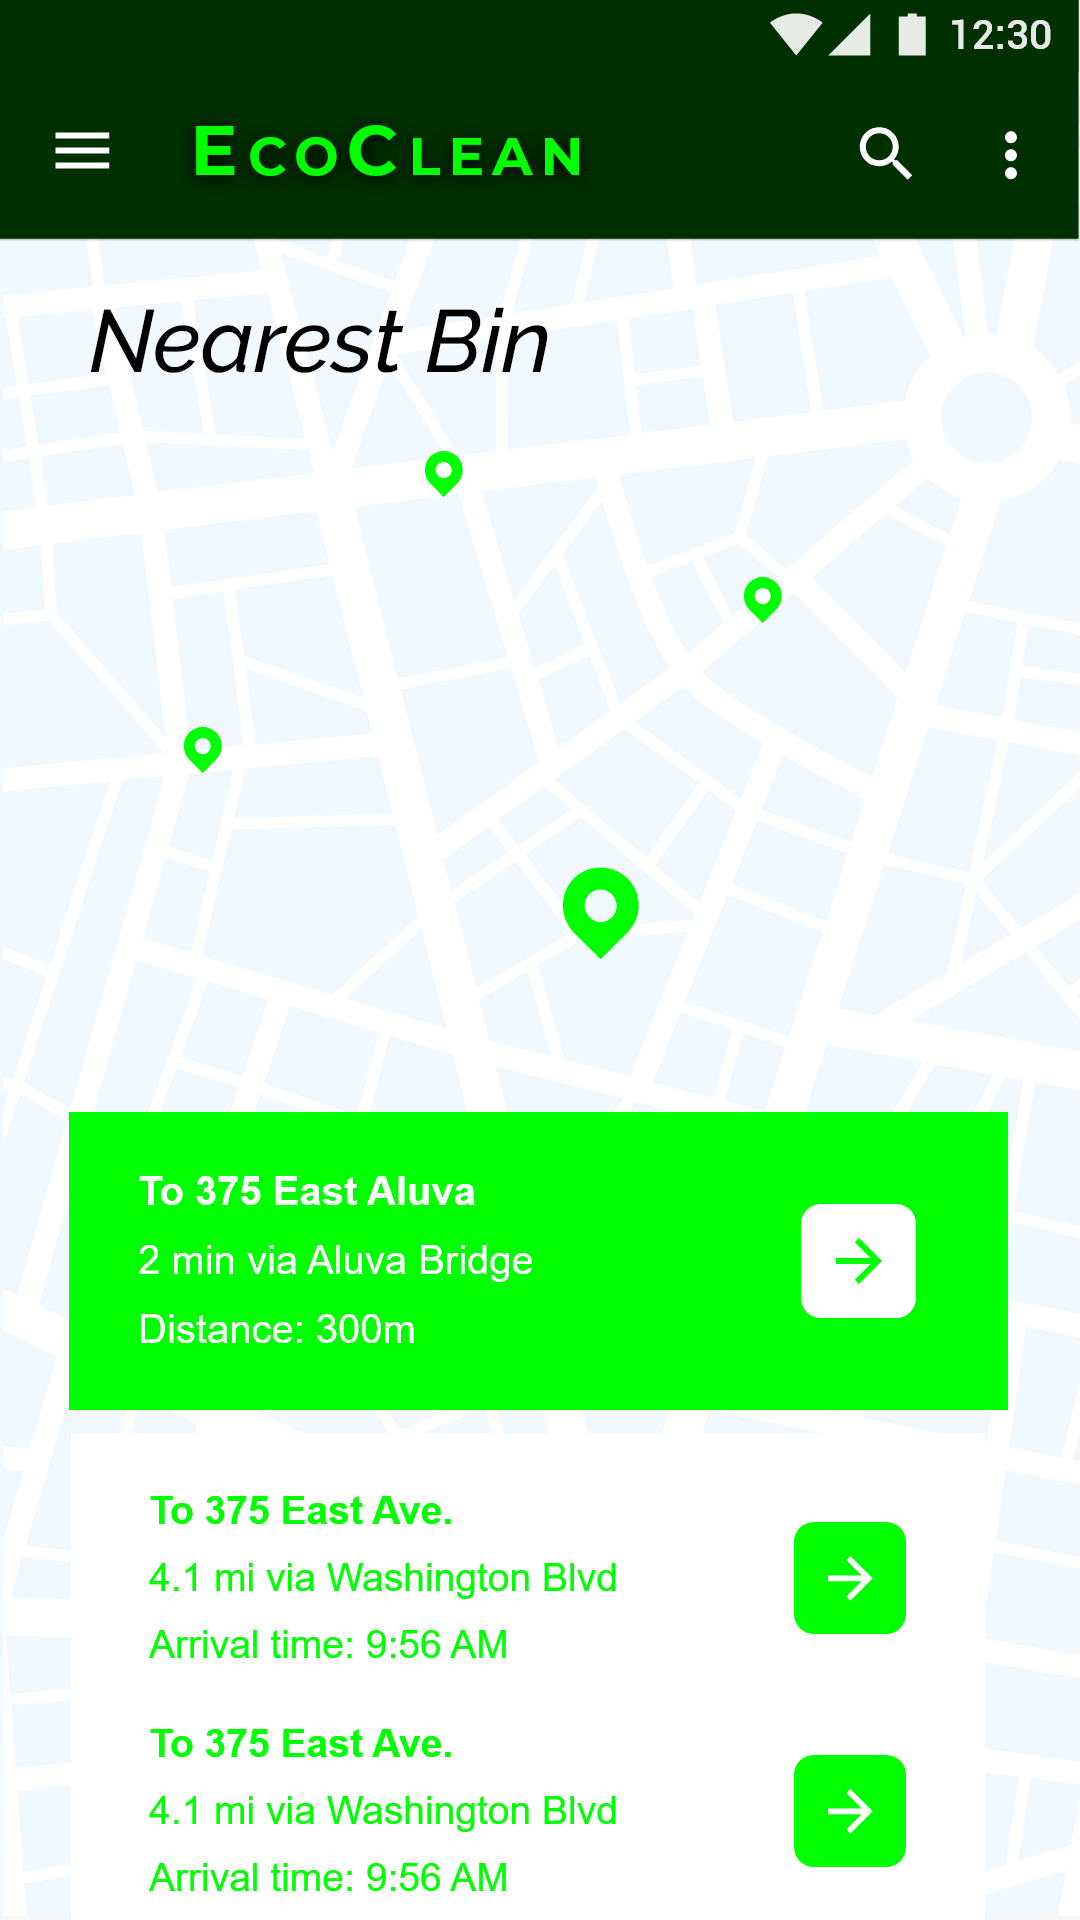 12:30
EcoClean
Nearest Bin
To 375 East Aluva
2 min via Aluva Bridge
Distance: 300m
To 375 East Ave.
4.1 mi via Washington Blvd
Arrival time: 9:56 AM
To 375 East Ave.
4.1 mi via Washington Blvd
Arrival time: 9:56 AM